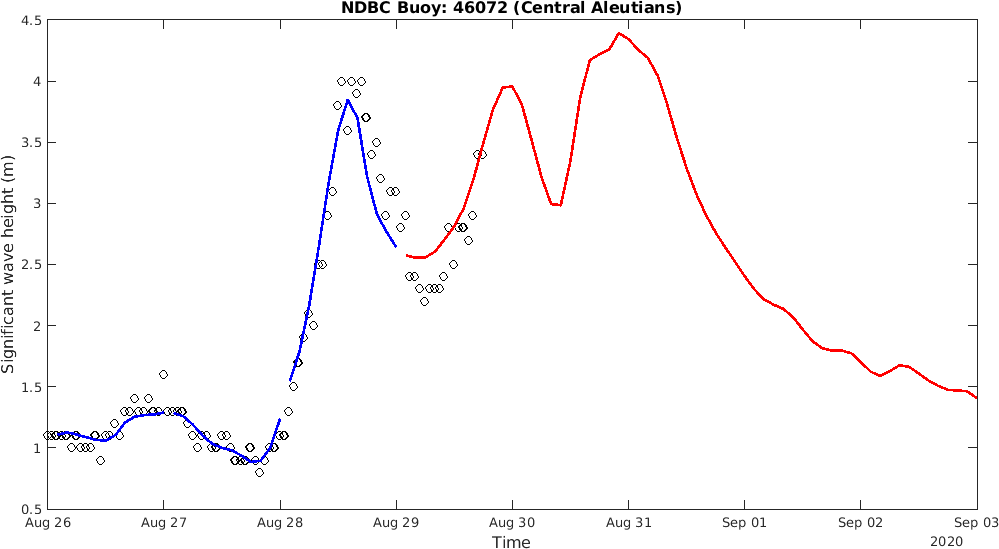 NDBC Buoy: 46072 (Central Aleutians)
4.5
4
3.5
3
2.5
2
1.5
1
0.5
Significant wave height (m)
Aug 26 Aug 27 Aug 28 Aug 29 Aug 30 Aug 31 Sep 01 Sep 02 Sep 03
Time
2020